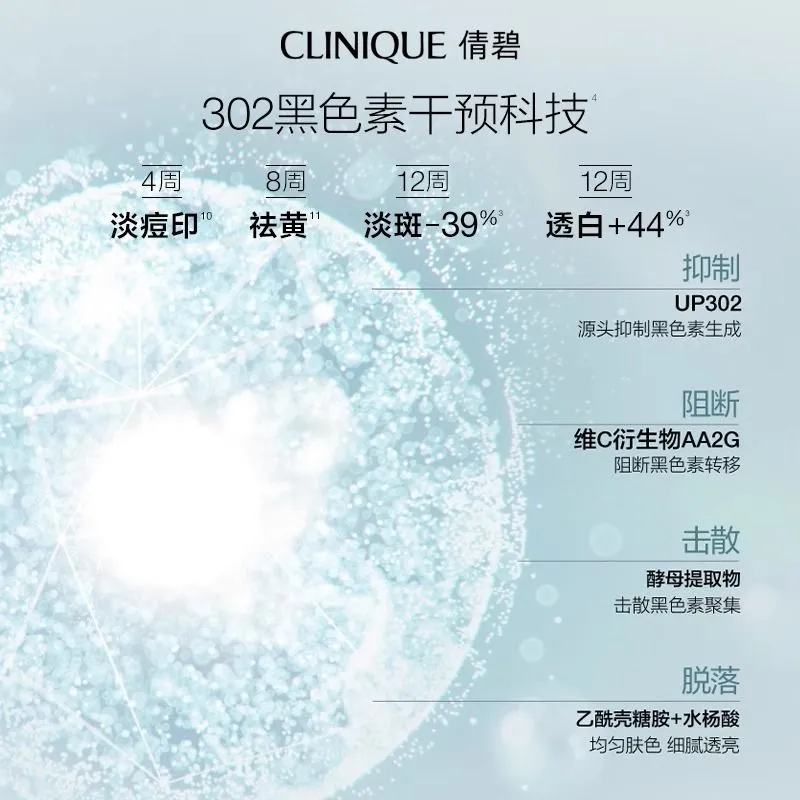 CLINIQUE 倩碧
302黑色素干预科技4
4周 8周 12周 12周
淡痘印10 祛黄11 淡斑-39%3 透白+44%3
抑制
UP302
源头抑制黑色素生成
阻断
维C衍生物AA2G
阻断黑色素转移
击散
酵母提取物
击散黑色素聚集
脱落
乙酰壳糖胺+水杨酸
均匀肤色 细腻透亮